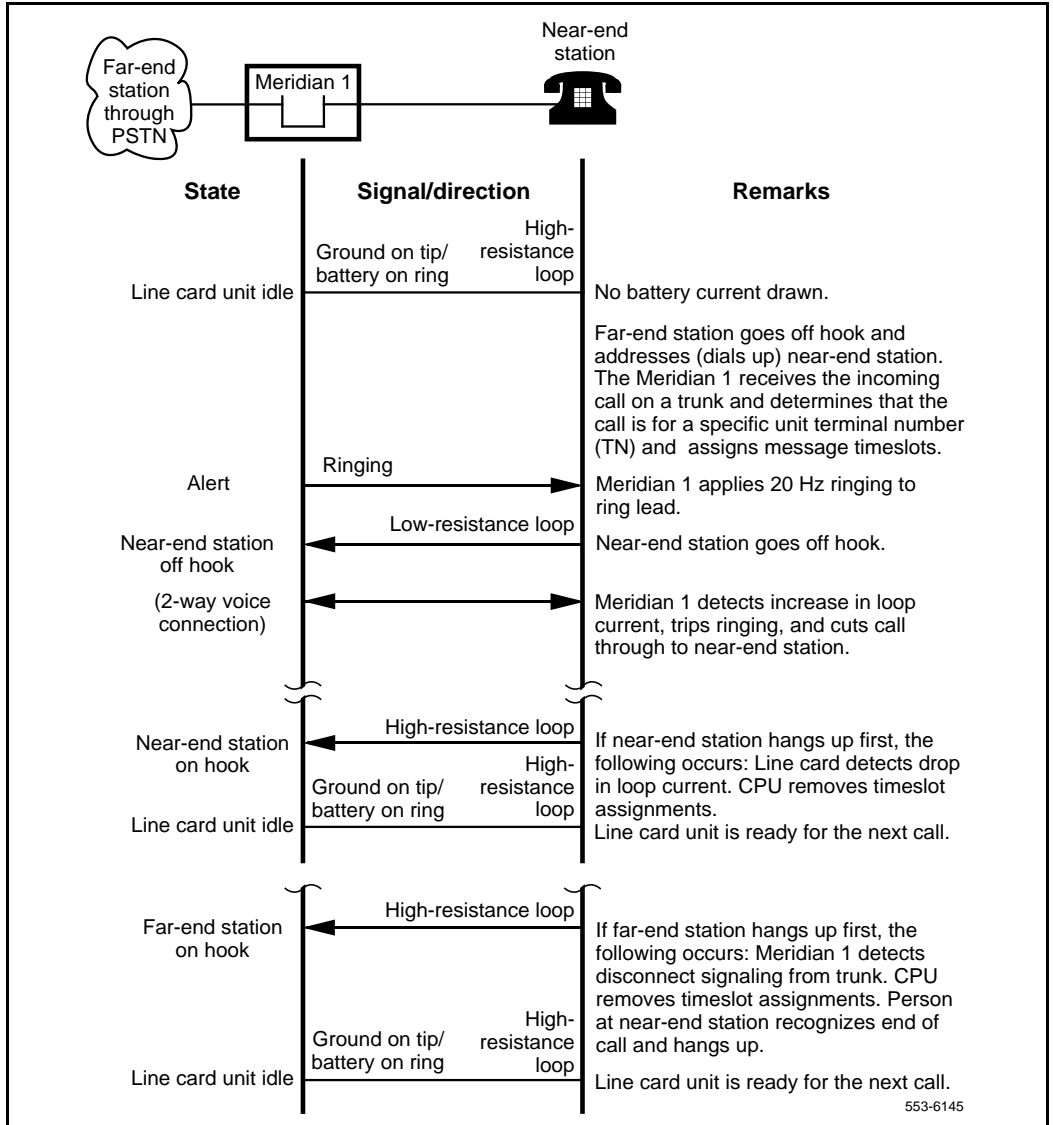 Near-end
station
Far-end
station
through
PSTN
Meridian 1
State
Signal/direction
Remarks
Ground on tip/
battery on ring
High-
resistance
loop
Line card unit idle
No battery current drawn.
Far-end station goes off hook and
addresses (dials up) near-end station.
The Meridian 1 receives the incoming
call on a trunk and determines that the
call is for a specific unit terminal number
(TN) and assigns message timeslots.
Alert
Ringing
Meridian 1 applies 20 Hz ringing to
ring lead.
Low-resistance loop
Near-end station
off hook
Near-end station goes off hook.
(2-way voice
connection)
Meridian 1 detects increase in loop
current, trips ringing, and cuts call
through to near-end station.
High-resistance loop
Near-end station
on hook
If near-end station hangs up first, the
following occurs: Line card detects drop
in loop current. CPU removes timeslot
assignments.
Ground on tip/
battery on ring
High-
resistance
loop
Line card unit idle
Line card unit is ready for the next call.
High-resistance loop
Far-end station
on hook
If far-end station hangs up first, the
following occurs: Meridian 1 detects
disconnect signaling from trunk. CPU
removes timeslot assignments. Person
at near-end station recognizes end of
call and hangs up.
Ground on tip/
battery on ring
High-
resistance
loop
Line card unit idle
Line card unit is ready for the next call.
553-6145